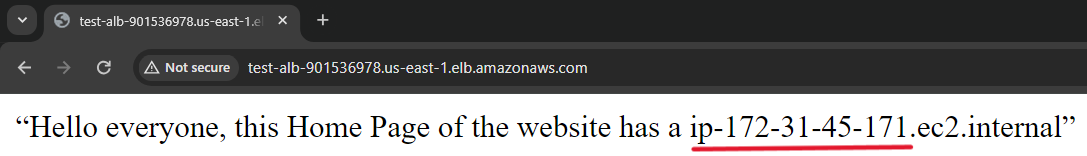 test-alb-901536978.us-east-1.el
Not secure test-alb-901536978.us-east-1.elb.amazonaws.com
“Hello everyone, this Home Page of the website has a ip-172-31-45-171.ec2.internal”